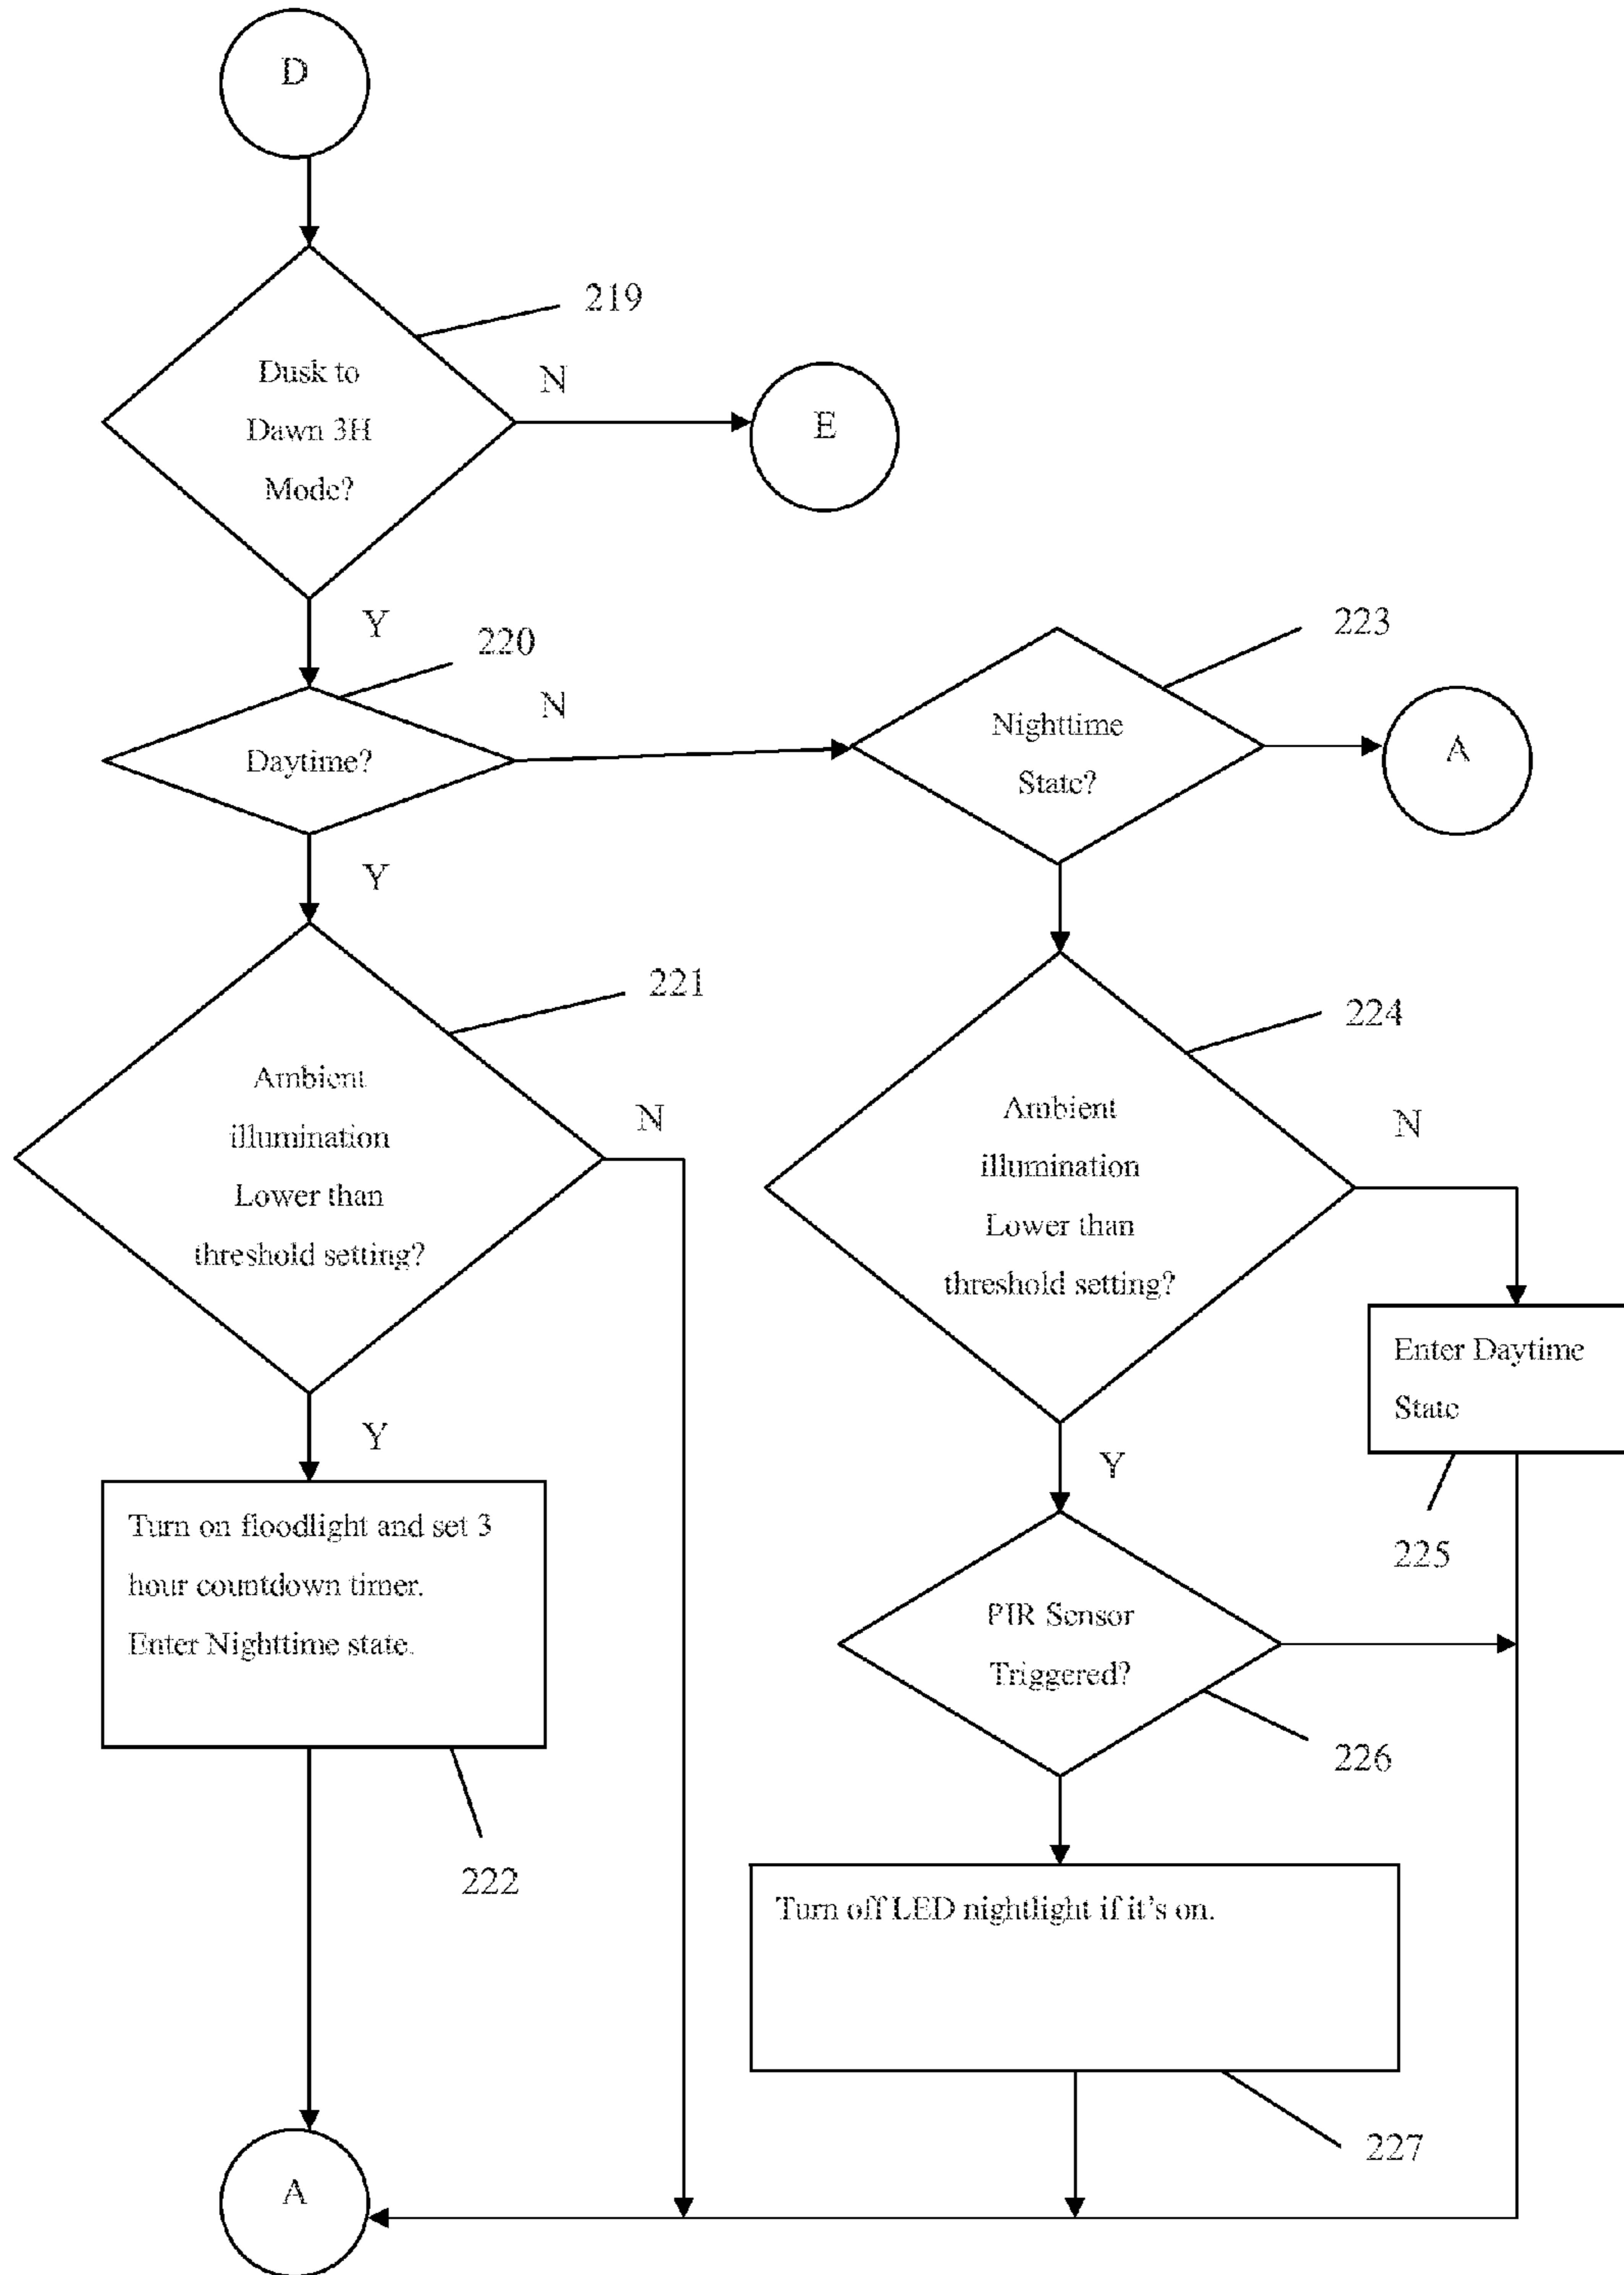 D
219
Dusk to
Dawn 3H
Mode?
N
E
Y
220
Daytime?
N
223
Nighttime
State?
A
Y
221
Ambient
illumination
Lower than
threshold setting?
N
224
Ambient
illumination
Lower than
threshold setting?
N
Enter Daytime
State
225
Y
Turn on floodlight and set 3
hour countdown timer.
Enter Nighttime state.
222
Y
PIR Sensor
Triggered?
226
Turn off LED nightlight if it's on.
227
A